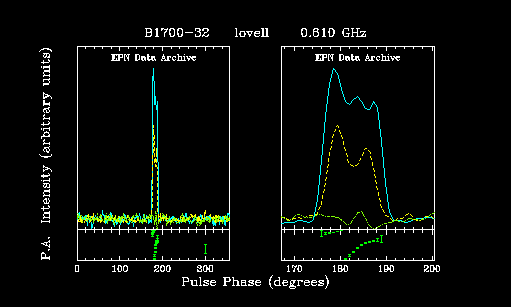 B1700-32 lovell 0.610 GHz
EPN Data Archive EPN Data Archive
P.A. Intensity (arbitrary units)
0 100 200 300 170 180 190 200
Pulse Phase (degrees)